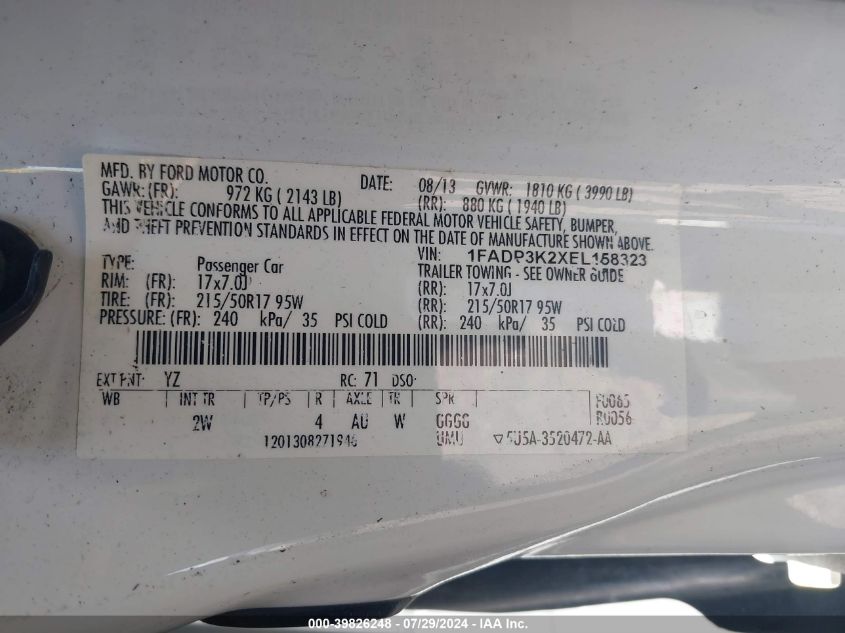 MFD. BY FORD MOTOR CO. DATE: 08/13 GVWR: 1810 KG ( 3990 LB)
GAWR:(FR): 972 KG ( 2143 LB) (RR): 880 KG ( 1940 LB)
THIS VEHICLE CONFORMS TO ALL APPLICABLE FEDERAL MOTOR VEHICLE SAFETY, BUMPER,
AND THEFT PREVENTION STANDARDS IN EFFECT ON THE DATE OF MANUFACTURE SHOWN ABOVE.
VIN: 1FADP3K2XEL158323
TYPE: Passenger Car TRAILER TOWING - SEE OWNER GUIDE
RIM: (FR): 17x7.0J (RR): 17x7.0J
TIRE: (FR): 215/50R17 95W (RR): 215/50R17 95W
PRESSURE: (FR): 240 kPa/ 35 PSI COLD (RR): 240 kPa/ 35 PSI COLD
EXT PNT: YZ RC: 71 DSO:
WB | INT TR | TP/PS | R | AXLE | TR | SPR F0065
2W 4 AU W GGGG R0056
UMU ▽5U5A-3520472-AA
000-39826248 - 07/29/2024 - IAA Inc.